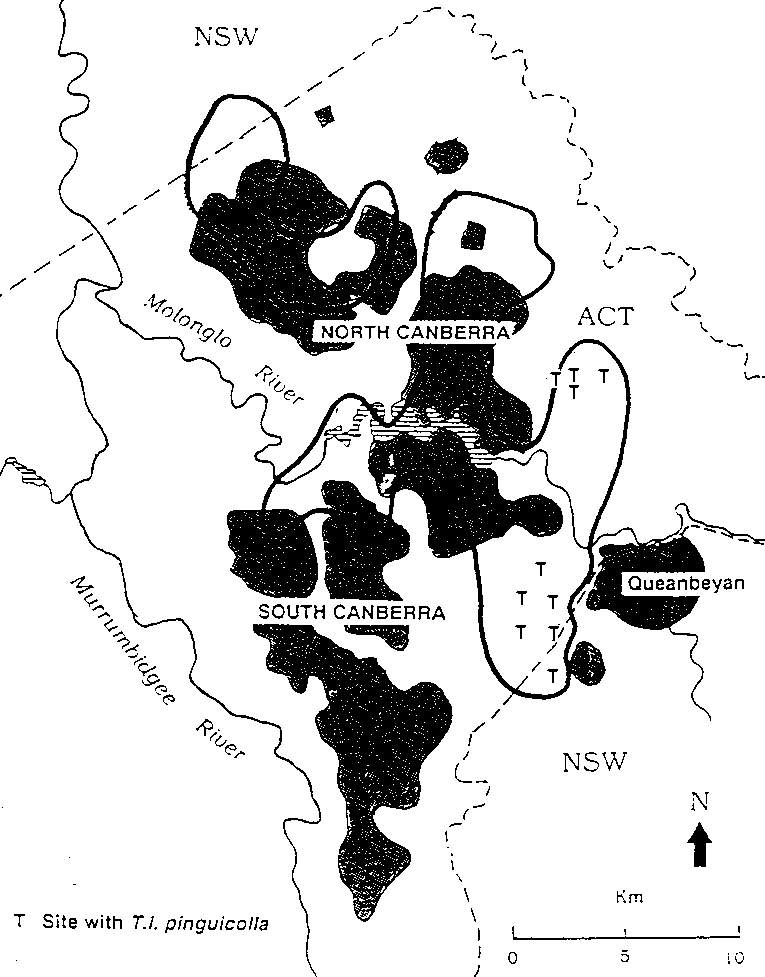 NSW
Molonglo River
NORTH CANBERRA
ACT
T T T
T
T
T T
T T
T
Queanbeyan
SOUTH CANBERRA
Murrumbidgee River
NSW
N
Km
0 5 10
T Site with T.l. pinguicolla